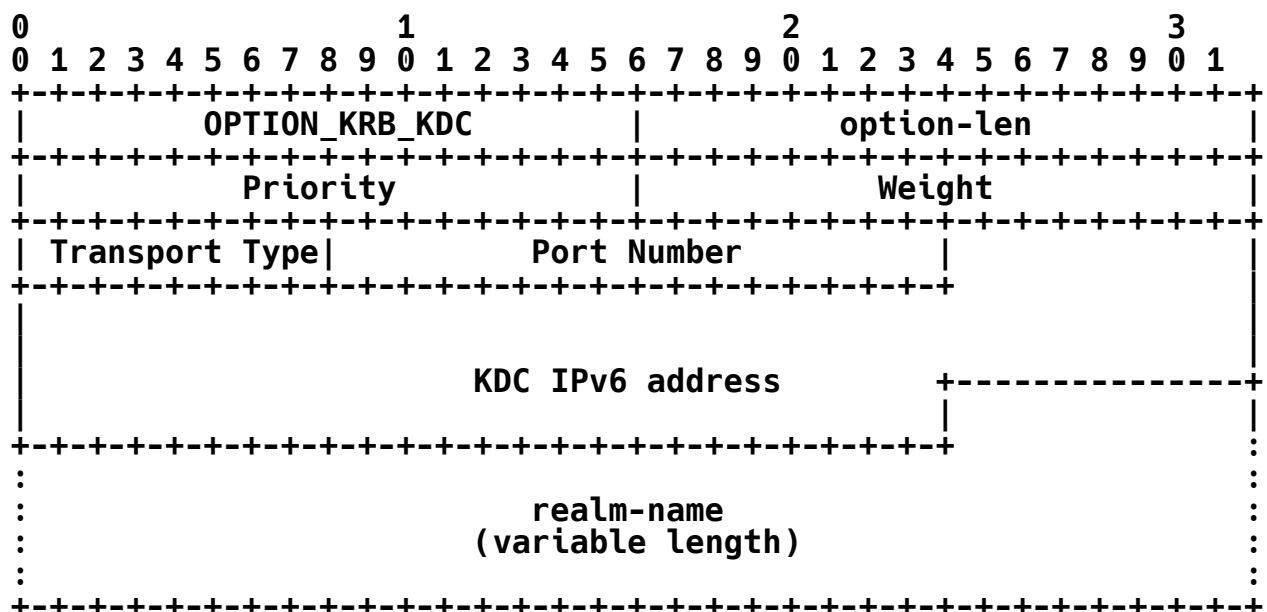 0                   1                   2                   3
0 1 2 3 4 5 6 7 8 9 0 1 2 3 4 5 6 7 8 9 0 1 2 3 4 5 6 7 8 9 0 1
+-+-+-+-+-+-+-+-+-+-+-+-+-+-+-+-+-+-+-+-+-+-+-+-+-+-+-+-+-+-+-+-+
|         OPTION_KRB_KDC        |          option-len           |
+-+-+-+-+-+-+-+-+-+-+-+-+-+-+-+-+-+-+-+-+-+-+-+-+-+-+-+-+-+-+-+-+
|           Priority            |            Weight             |
+-+-+-+-+-+-+-+-+-+-+-+-+-+-+-+-+-+-+-+-+-+-+-+-+-+-+-+-+-+-+-+-+
| Transport Type|          Port Number          |               |
+-+-+-+-+-+-+-+-+-+-+-+-+-+-+-+-+-+-+-+-+-+-+-+-+               |
|                                                               |
|                                                               |
|                       KDC IPv6 address        +---------------+
|                                               |               |
+-+-+-+-+-+-+-+-+-+-+-+-+-+-+-+-+-+-+-+-+-+-+-+-+               :
:                                                               :
:                          realm-name                           :
:                       (variable length)                       :
:                                                               :
+-+-+-+-+-+-+-+-+-+-+-+-+-+-+-+-+-+-+-+-+-+-+-+-+-+-+-+-+-+-+-+-+